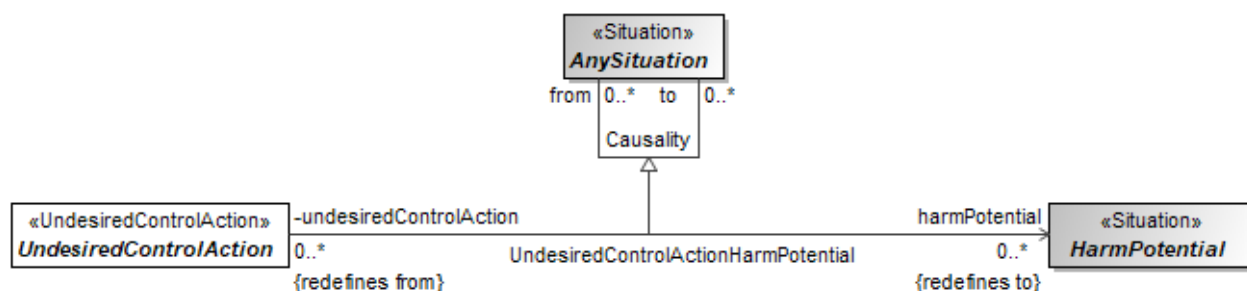 «Situation»
AnySituation
from 0..* to 0..*
Causality
«UndesiredControlAction»
UndesiredControlAction
-undesiredControlAction
0..*
{redefines from}
UndesiredControlActionHarmPotential
harmPotential
0..*
{redefines to}
«Situation»
HarmPotential